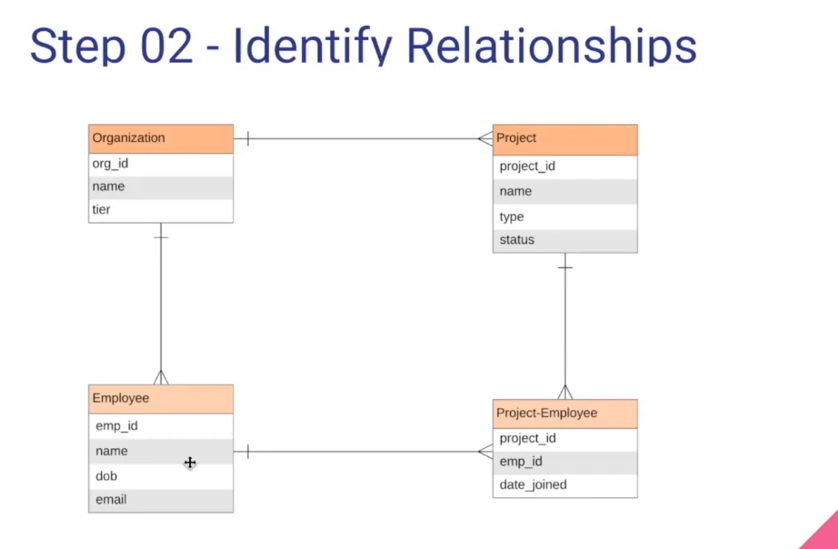 Step 02 - Identify Relationships
Organization
org_id
name
tier
Project
project_id
name
type
status
Employee
emp_id
name
dob
email
Project-Employee
project_id
emp_id
date_joined